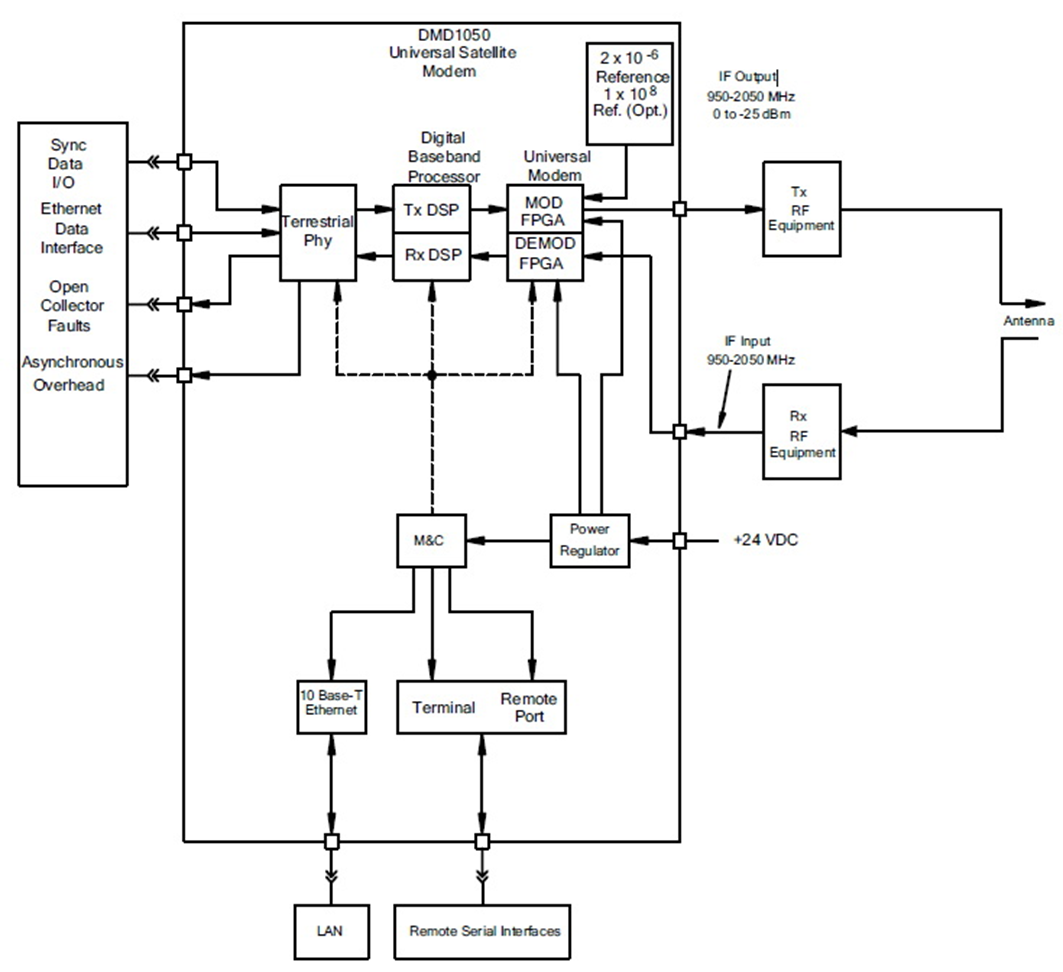 DMD1050
Universal Satellite
Modem
2 x 10 -6
Reference
1 x 10 8
Ref. (Opt.)
IF Output
950-2050 MHz
0 to -25 dBm
Sync
Data
I/O
Ethernet
Data
Interface
Open
Collector
Faults
Asynchronous
Overhead
Digital
Baseband
Processor
Universal
Modem
Terrestrial
Phy
Tx DSP
Rx DSP
MOD
FPGA
DEMOD
FPGA
Tx
RF
Equipment
Antenna
IF Input
950-2050 MHz
Rx
RF
Equipment
M&C
Power
Regulator
+24 VDC
10 Base-T
Ethernet
Terminal
Remote
Port
LAN
Remote Serial Interfaces